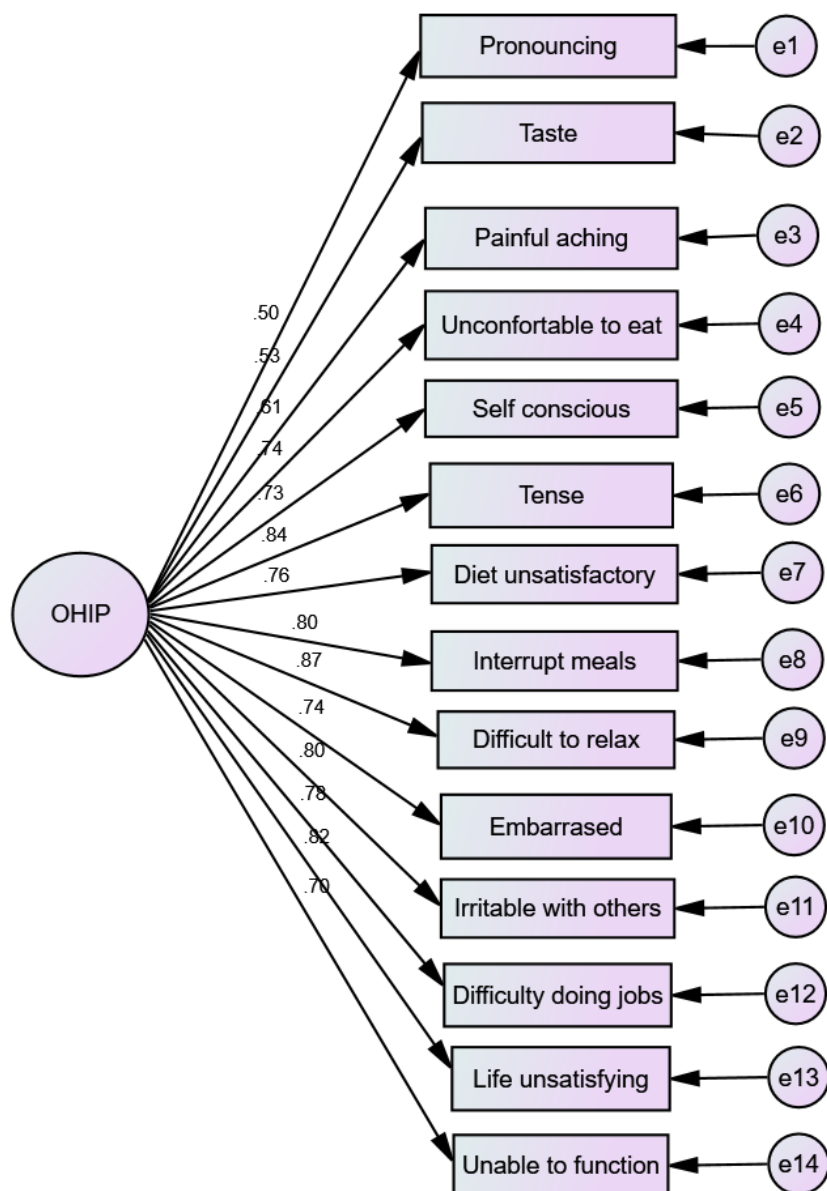 Pronouncing
e1
Taste
e2
Painful aching
e3
.50
Unconfortable to eat
e4
.53
Self conscious
e5
.61
.74
Tense
e6
.73
.84
Diet unsatisfactory
e7
.76
OHIP
.80
Interrupt meals
e8
.87
.74
Difficult to relax
e9
.80
.78
Embarrased
e10
.82
.70
Irritable with others
e11
Difficulty doing jobs
e12
Life unsatisfying
e13
Unable to function
e14